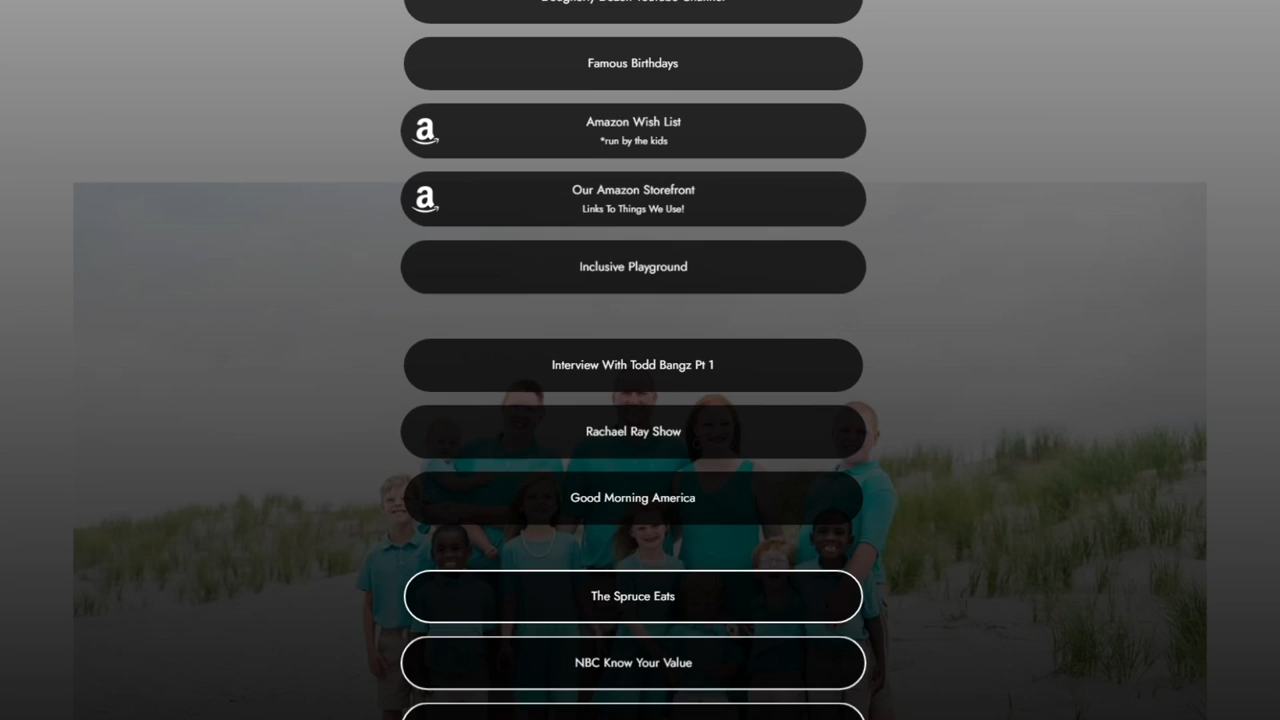 Famous Birthdays
Amazon Wish List
*run by the kids
Our Amazon Storefront
Links To Things We Use!
Inclusive Playground
Interview With Todd Bangz Pt 1
Rachael Ray Show
Good Morning America
The Spruce Eats
NBC Know Your Value